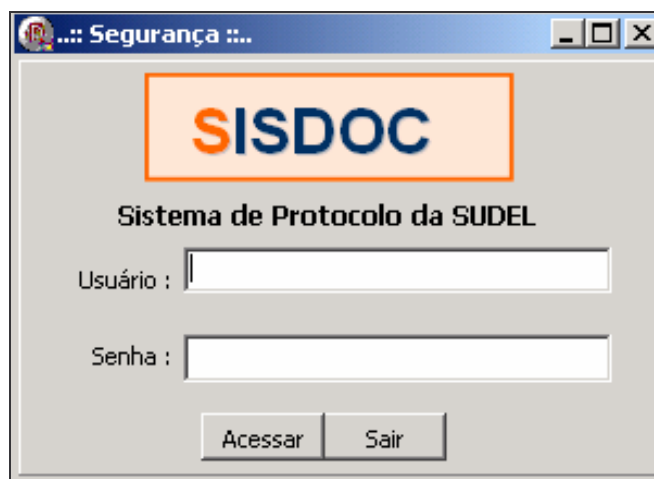 ..:: Segurança ::..
SISDOC
Sistema de Protocolo da SUDEL
Usuário :
Senha :
Acessar Sair